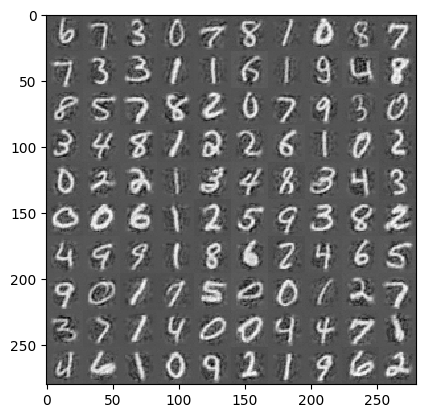 0
6 7 3 0 7 8 1 0 8 7
7 3 3 1 1 6 1 9 4 8
50
8 5 7 8 2 0 7 9 3 0
100
3 4 8 1 2 2 6 1 0 2
0 2 2 1 3 4 8 3 4 3
150
0 0 6 1 2 5 9 3 8 2
4 9 9 1 8 6 2 4 6 5
200
9 0 1 9 5 0 0 1 2 7
3 7 1 4 0 0 4 4 7 1
250
4 6 1 0 9 2 1 9 6 2
0 50 100 150 200 250